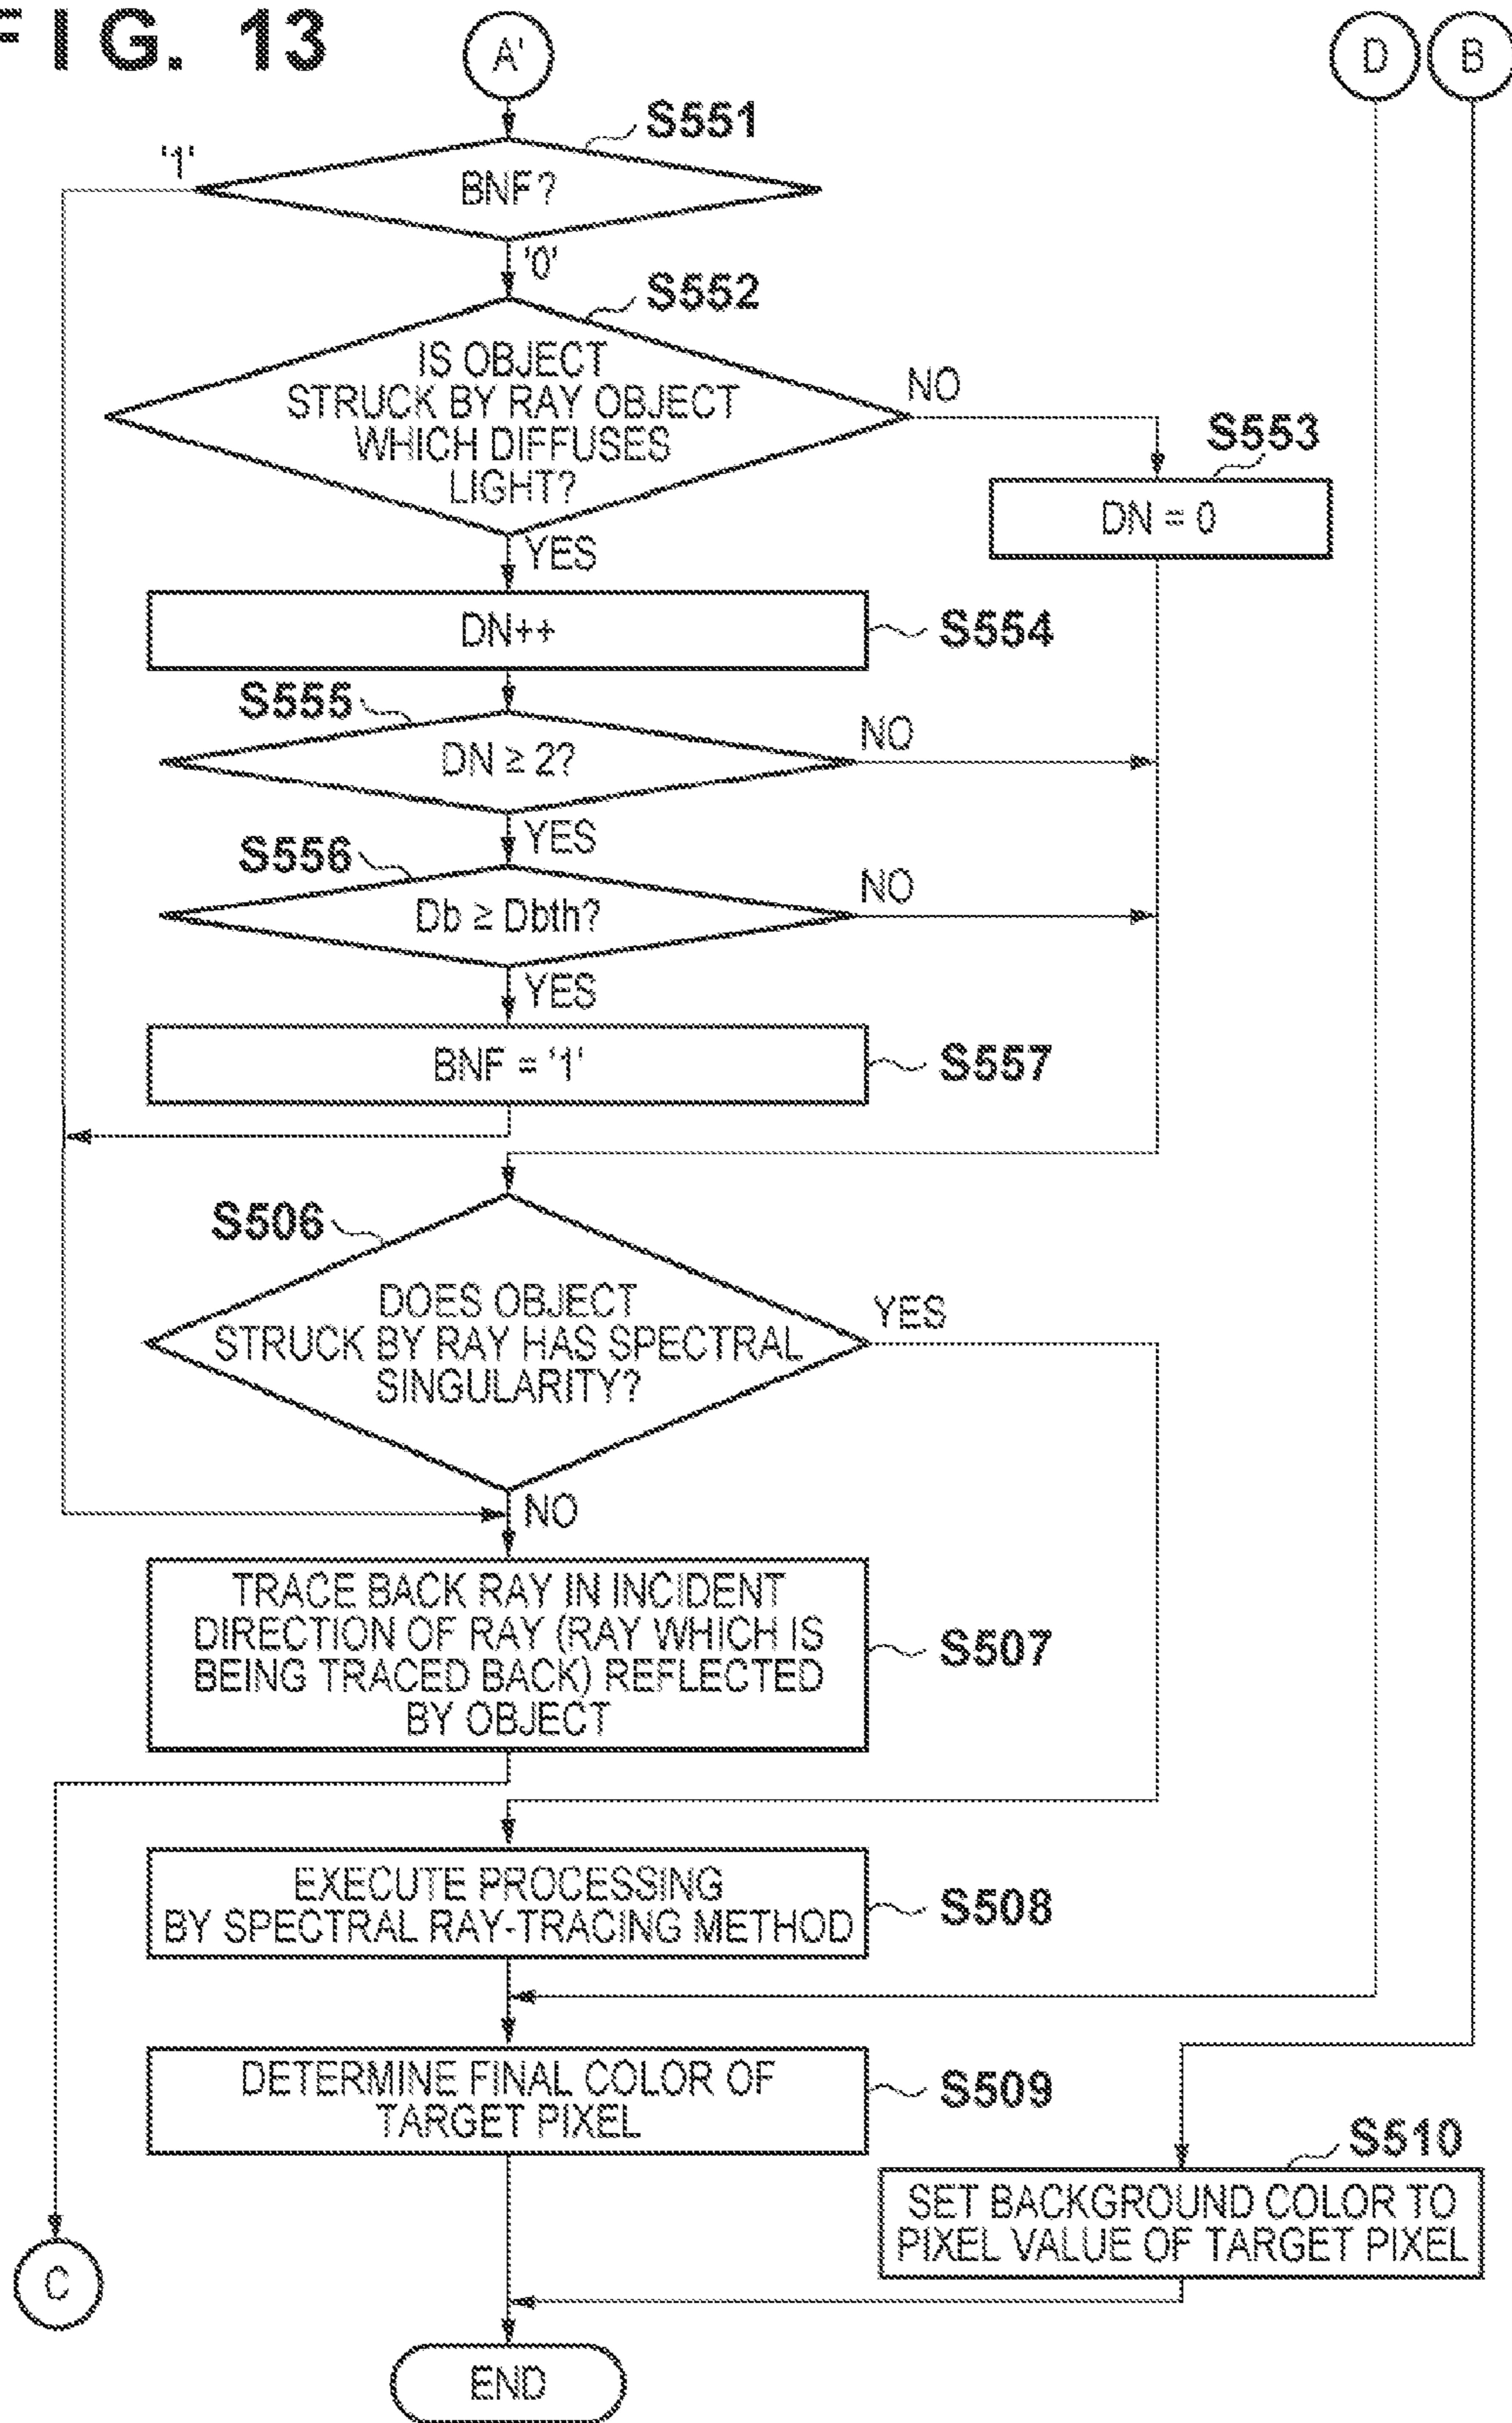 FIG. 13
A'
D
B
S551
'1'
BNF?
'0'
S552
IS OBJECT
STRUCK BY RAY OBJECT
WHICH DIFFUSES
LIGHT?
NO
S553
DN = 0
YES
DN++
S554
S555
DN ≥ 2?
NO
YES
S556
Db ≥ Dbth?
NO
YES
BNF = '1'
S557
S506
DOES OBJECT
STRUCK BY RAY HAS SPECTRAL
SINGULARITY?
YES
NO
TRACE BACK RAY IN INCIDENT
DIRECTION OF RAY (RAY WHICH IS
BEING TRACED BACK) REFLECTED
BY OBJECT
S507
EXECUTE PROCESSING
BY SPECTRAL RAY-TRACING METHOD
S508
DETERMINE FINAL COLOR OF
TARGET PIXEL
S509
S510
SET BACKGROUND COLOR TO
PIXEL VALUE OF TARGET PIXEL
C
END